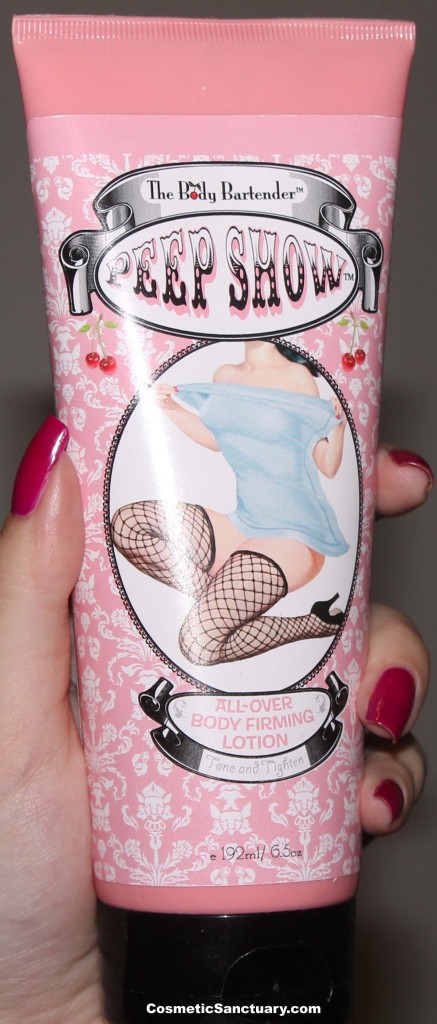 The Body Bartender™
PEEP SHOW™
ALL-OVER
BODY FIRMING
LOTION
Tone and Tighten
e 192ml/ 6.5oz
CosmeticSanctuary.com